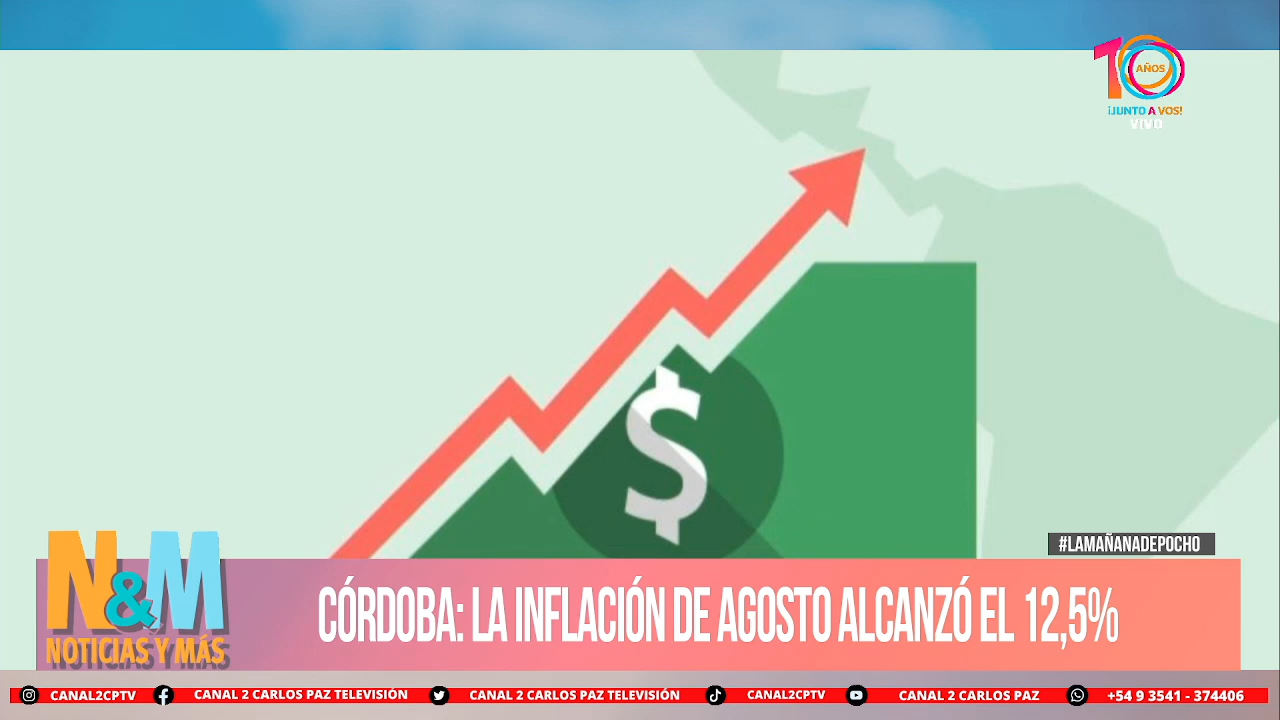 10
AÑOS
¡JUNTO A VOS!
VIVO
$
#LAMAÑANADEPOCHO
N&M
NOTICIAS Y MÁS
CÓRDOBA: LA INFLACIÓN DE AGOSTO ALCANZÓ EL 12,5%
CANAL2CPTV CANAL 2 CARLOS PAZ TELEVISIÓN CANAL 2 CARLOS PAZ TELEVISIÓN CANAL2CPTV CANAL 2 CARLOS PAZ +54 9 3541 - 374406